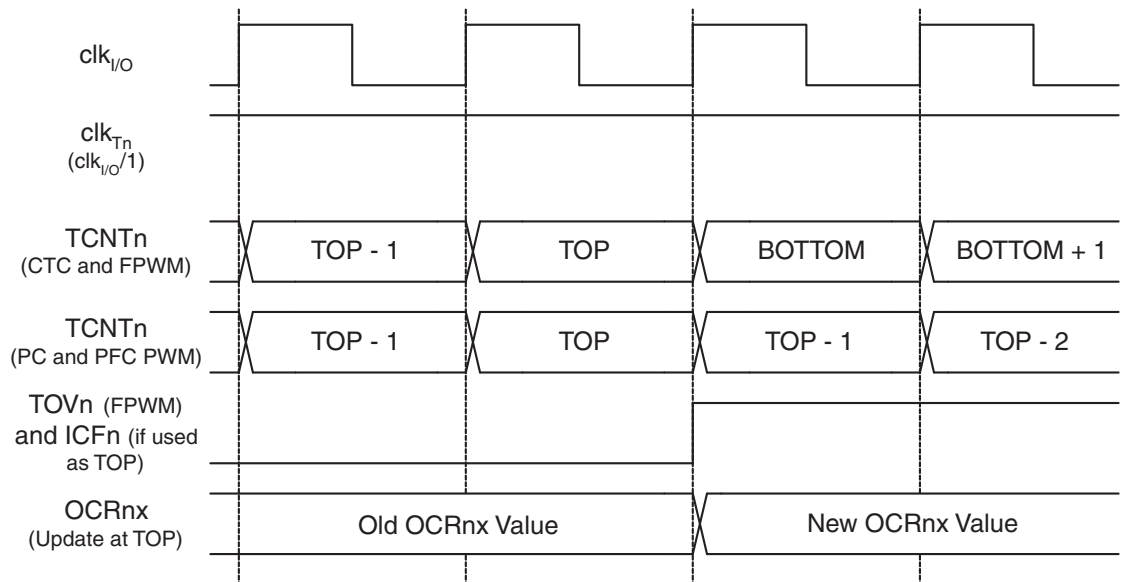 clkI/O
clkTn
(clkI/O/1)
TCNTn
(CTC and FPWM)
TOP - 1
TOP
BOTTOM
BOTTOM + 1
TCNTn
(PC and PFC PWM)
TOP - 1
TOP
TOP - 1
TOP - 2
TOVn (FPWM)
and ICFn (if used
as TOP)
OCRnx
(Update at TOP)
Old OCRnx Value
New OCRnx Value